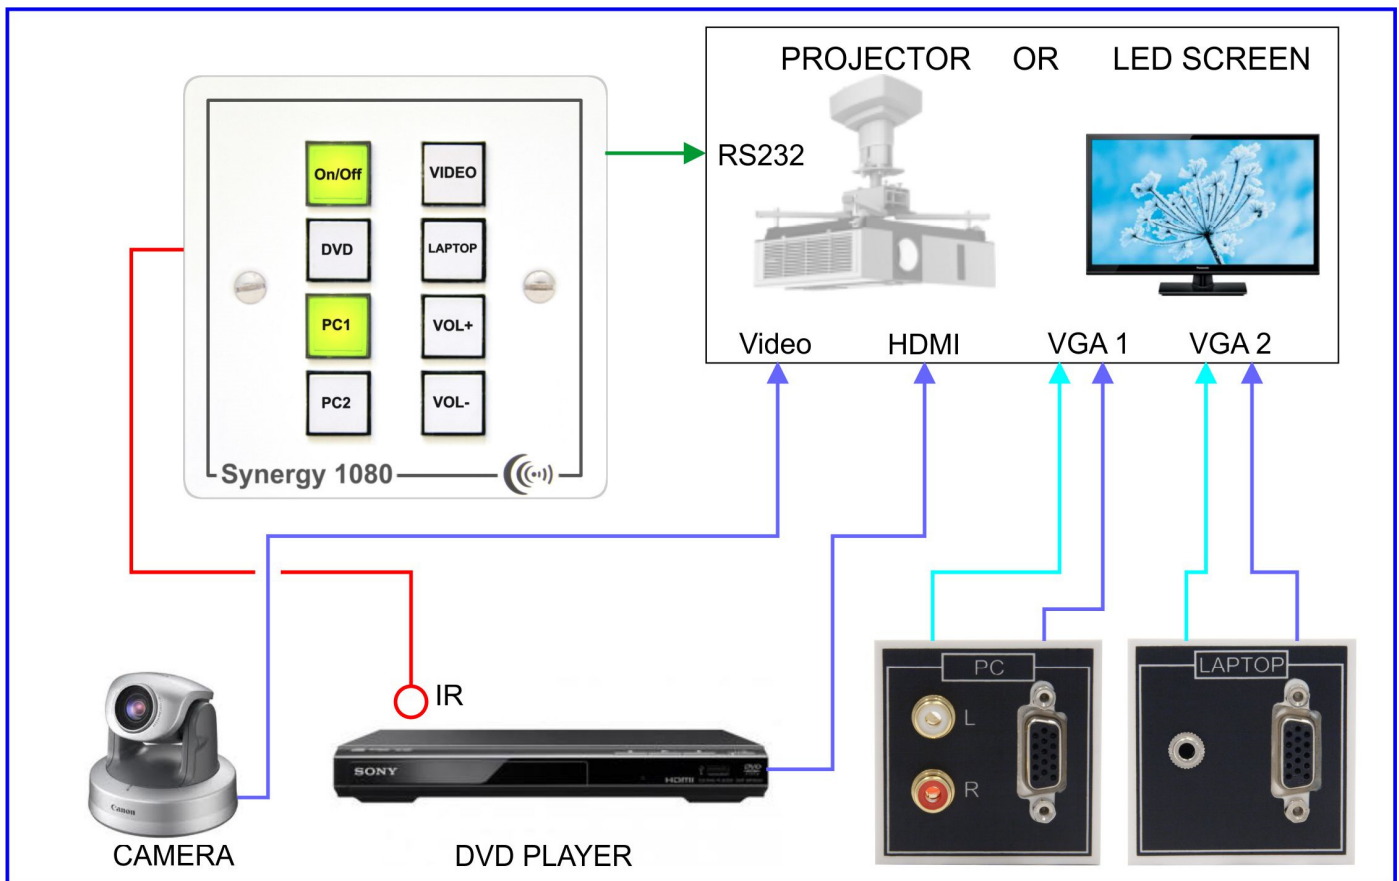 PROJECTOR OR LED SCREEN
RS232
On/Off
VIDEO
DVD
LAPTOP
PC1
VOL+
PC2
VOL-
Synergy 1080
Video
HDMI
VGA 1
VGA 2
IR
PC
L
R
LAPTOP
SONY
HDMI
DVD
Canon
CAMERA
DVD PLAYER